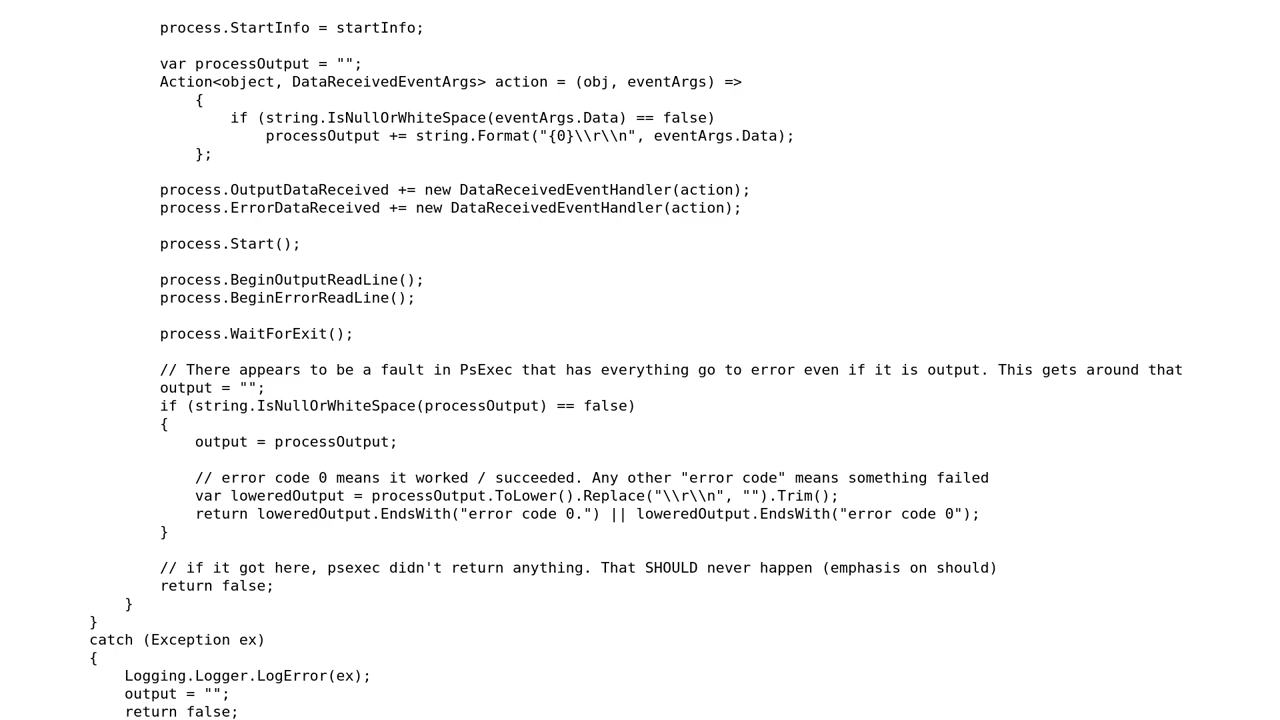 process.StartInfo = startInfo;
var processOutput = "";
Action<object, DataReceivedEventArgs> action = (obj, eventArgs) =>
{
if (string.IsNullOrWhiteSpace(eventArgs.Data) == false)
processOutput += string.Format("{0}\\r\\n", eventArgs.Data);
};
process.OutputDataReceived += new DataReceivedEventHandler(action);
process.ErrorDataReceived += new DataReceivedEventHandler(action);
process.Start();
process.BeginOutputReadLine();
process.BeginErrorReadLine();
process.WaitForExit();
// There appears to be a fault in PsExec that has everything go to error even if it is output. This gets around that
output = "";
if (string.IsNullOrWhiteSpace(processOutput) == false)
{
output = processOutput;
// error code 0 means it worked / succeeded. Any other "error code" means something failed
var loweredOutput = processOutput.ToLower().Replace("\\r\\n", "").Trim();
return loweredOutput.EndsWith("error code 0.") || loweredOutput.EndsWith("error code 0");
}
// if it got here, psexec didn't return anything. That SHOULD never happen (emphasis on should)
return false;
}
}
catch (Exception ex)
{
Logging.Logger.LogError(ex);
output = "";
return false;